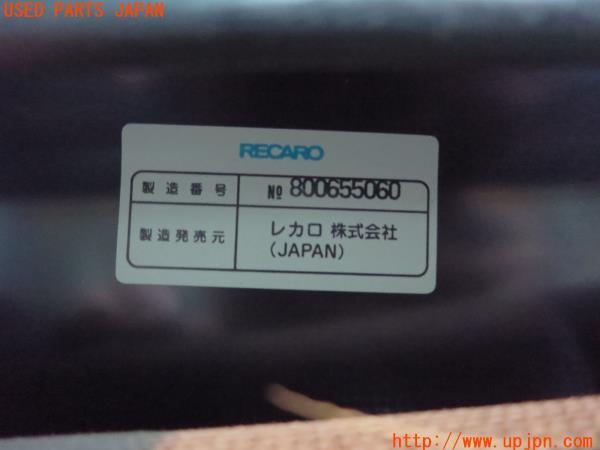 USED PARTS JAPAN
RECARO
製造番号 № 800655060
製造発売元 レカロ 株式会社
(JAPAN)
http://www.upjpn.com